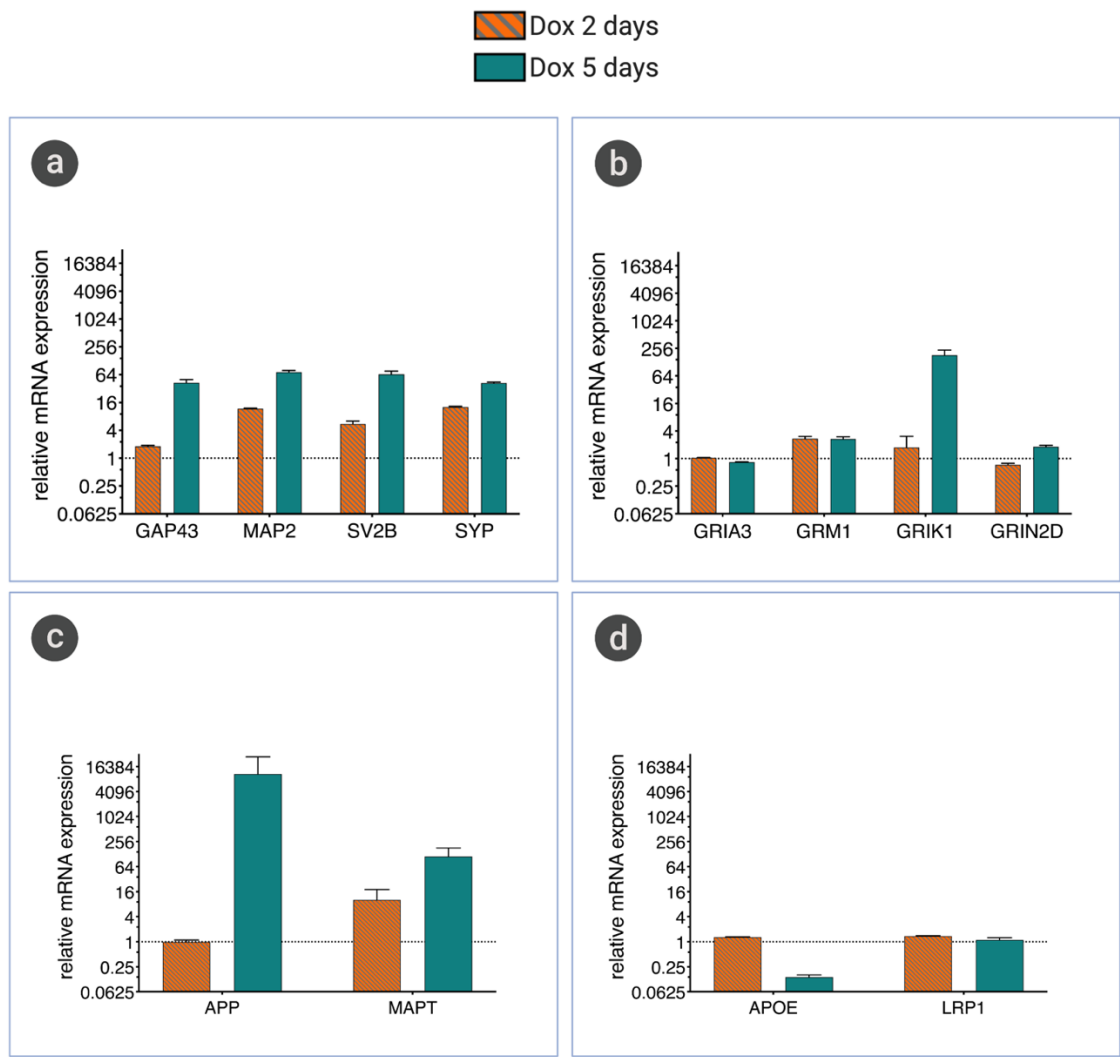 Dox 2 days
Dox 5 days
a
relative mRNA expression
16384
4096
1024
256
64
16
4
1
0.25
0.0625
GAP43 MAP2 SV2B SYP
b
relative mRNA expression
16384
4096
1024
256
64
16
4
1
0.25
0.0625
GRIA3 GRM1 GRIK1 GRIN2D
c
relative mRNA expression
16384
4096
1024
256
64
16
4
1
0.25
0.0625
APP MAPT
d
relative mRNA expression
16384
4096
1024
256
64
16
4
1
0.25
0.0625
APOE LRP1